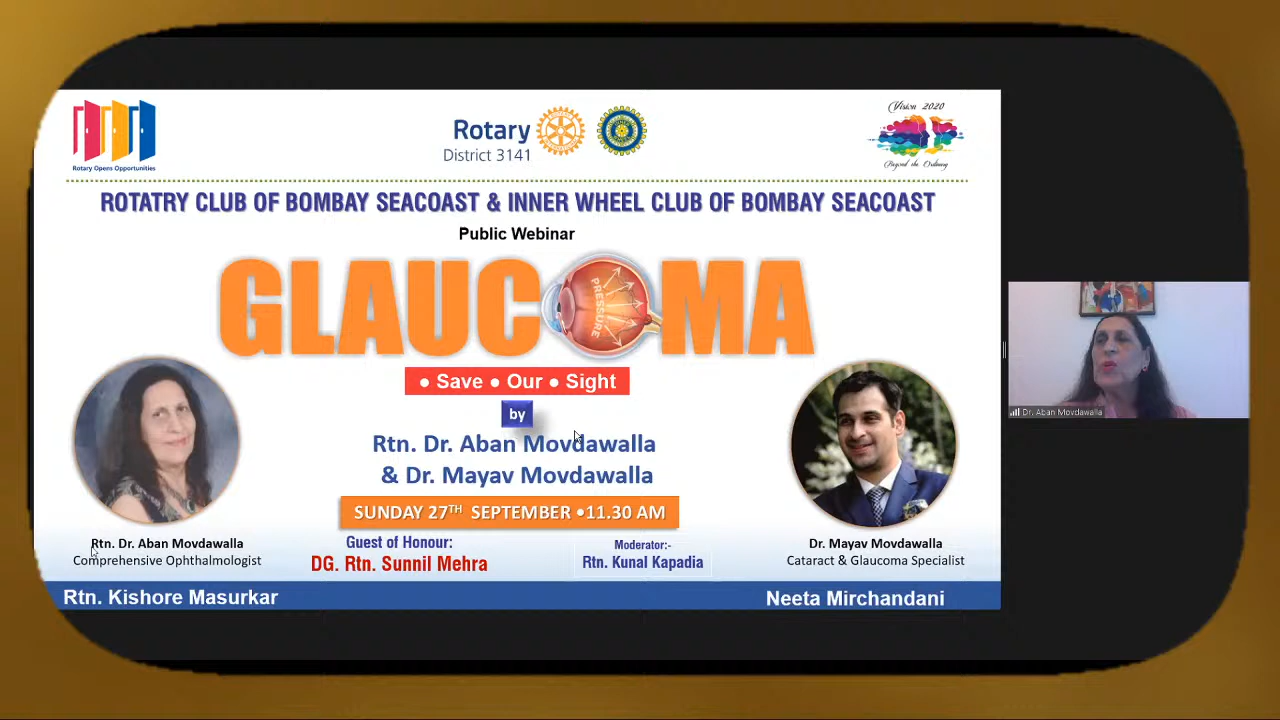 Rotary Opens Opportunities
Rotary
District 3141
Vision 2020
Beyond the Ordinary
ROTATRY CLUB OF BOMBAY SEACOAST & INNER WHEEL CLUB OF BOMBAY SEACOAST
Public Webinar
GLAUCOMA
PRESSURE
● Save ● Our ● Sight
by
Rtn. Dr. Aban Movdawalla
& Dr. Mayav Movdawalla
SUNDAY 27TH SEPTEMBER •11.30 AM
Rtn. Dr. Aban Movdawalla
Comprehensive Ophthalmologist
Guest of Honour:
DG. Rtn. Sunnil Mehra
Moderator:-
Rtn. Kunal Kapadia
Dr. Mayav Movdawalla
Cataract & Glaucoma Specialist
Rtn. Kishore Masurkar
Neeta Mirchandani
Dr. Aban Movdawalla